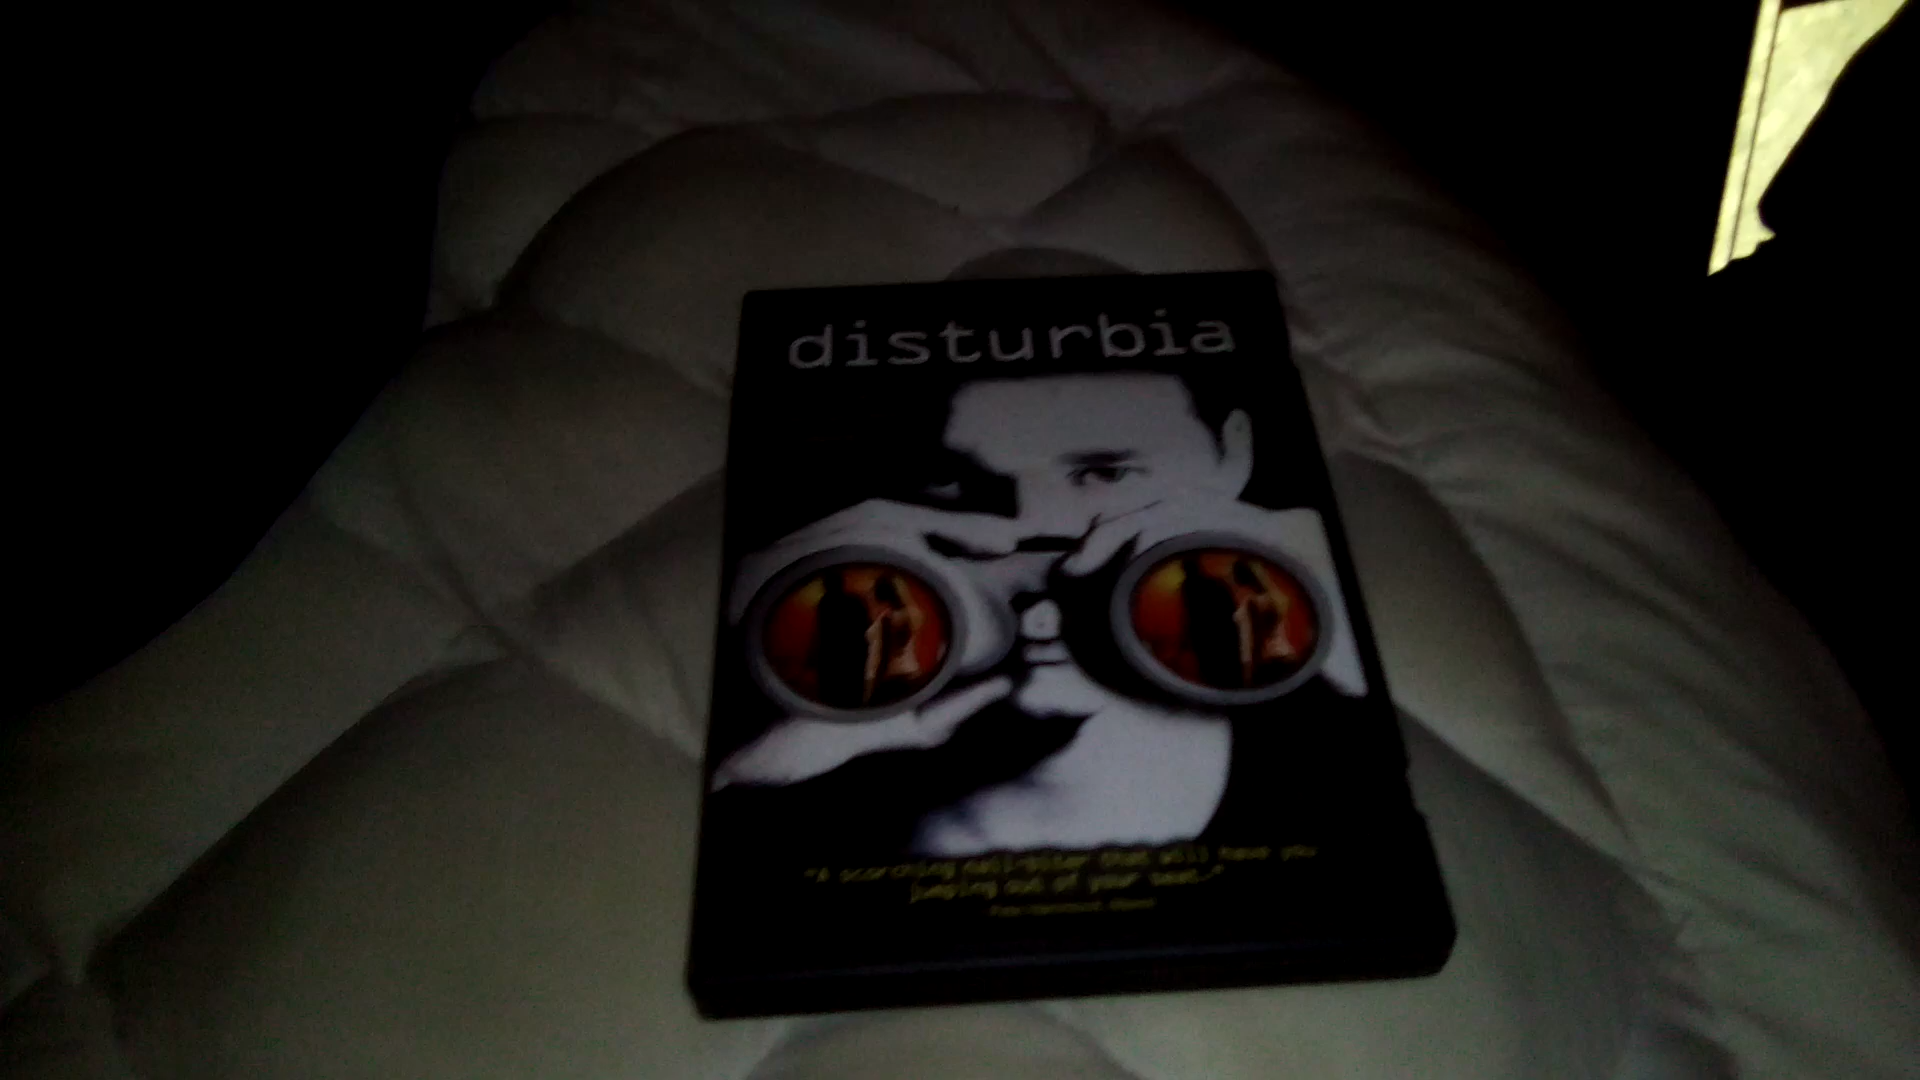 disturbia
"A scorching nail-biter that will have you
jumping out of your seat."